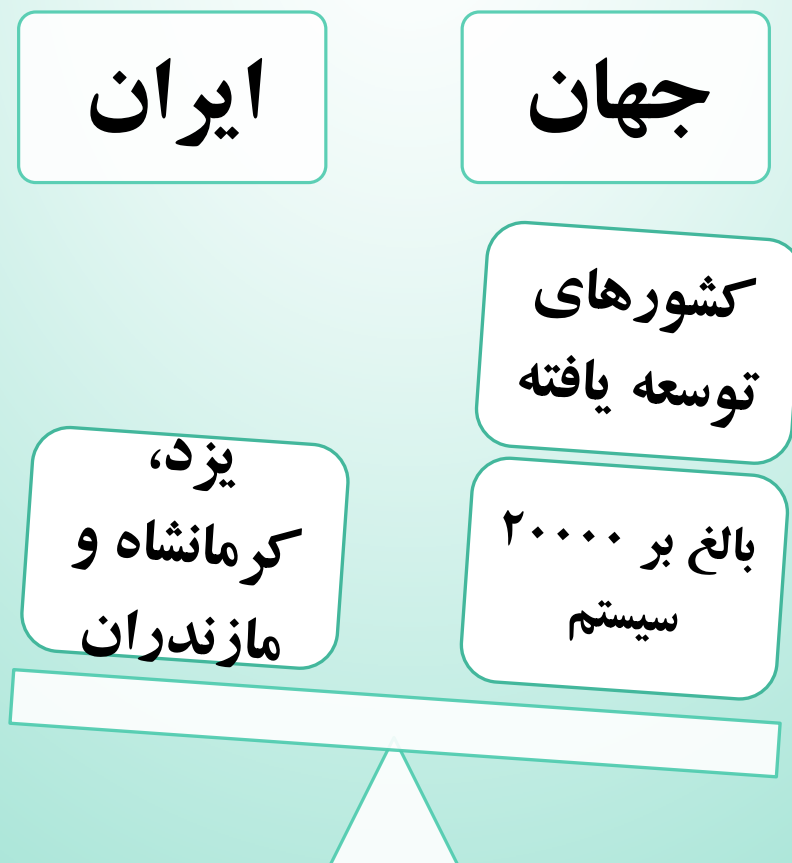 جهان
ایران
کشورهای
توسعه یافته
بالغ بر ۲۰۰۰۰
سیستم
یزد،
کرمانشاه و
مازندران